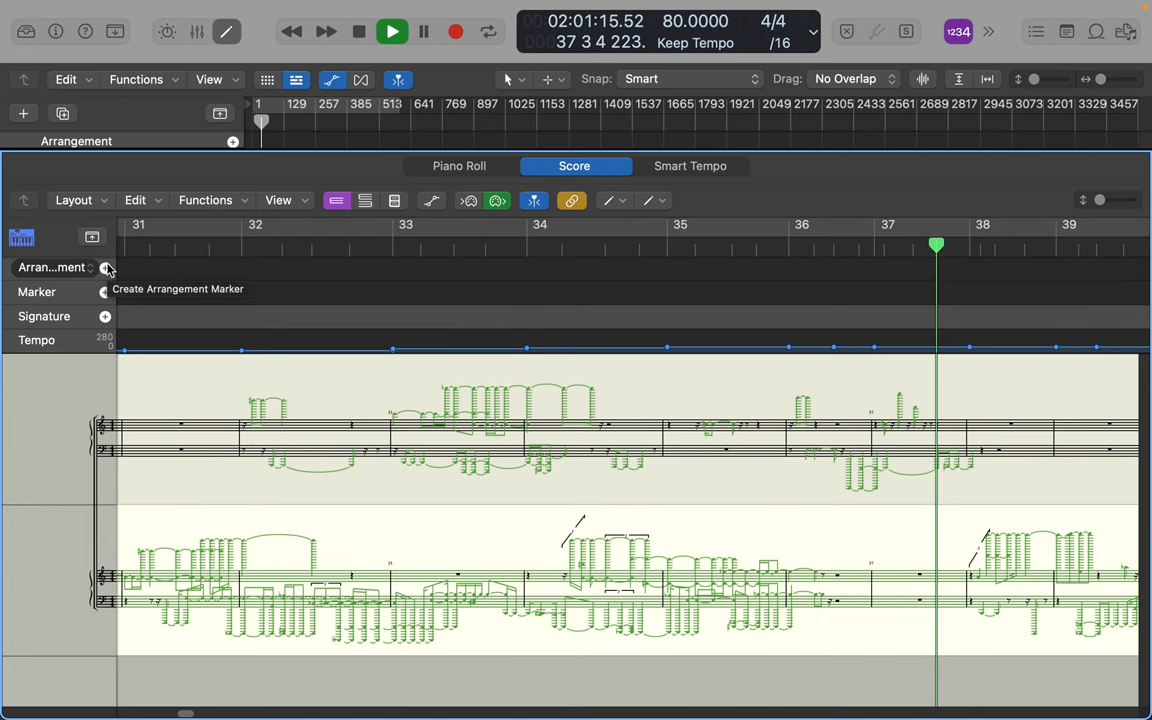 1234
00:02:01:15.52 80.0000 4/4
00037 3 4 223. Keep Tempo /16
Edit Functions View Snap: Smart Drag: No Overlap
1 129 257 385 513 641 769 897 1025 1153 1281 1409 1537 1665 1793 1921 2049 2177 2305 2433 2561 2689 2817 2945 3073 3201 3329 3457
Arrangement
Piano Roll Score Smart Tempo
Layout Edit Functions View
31 32 33 34 35 36 37 38 39
Arran...ment
Create Arrangement Marker
Marker
Signature
Tempo 280
0